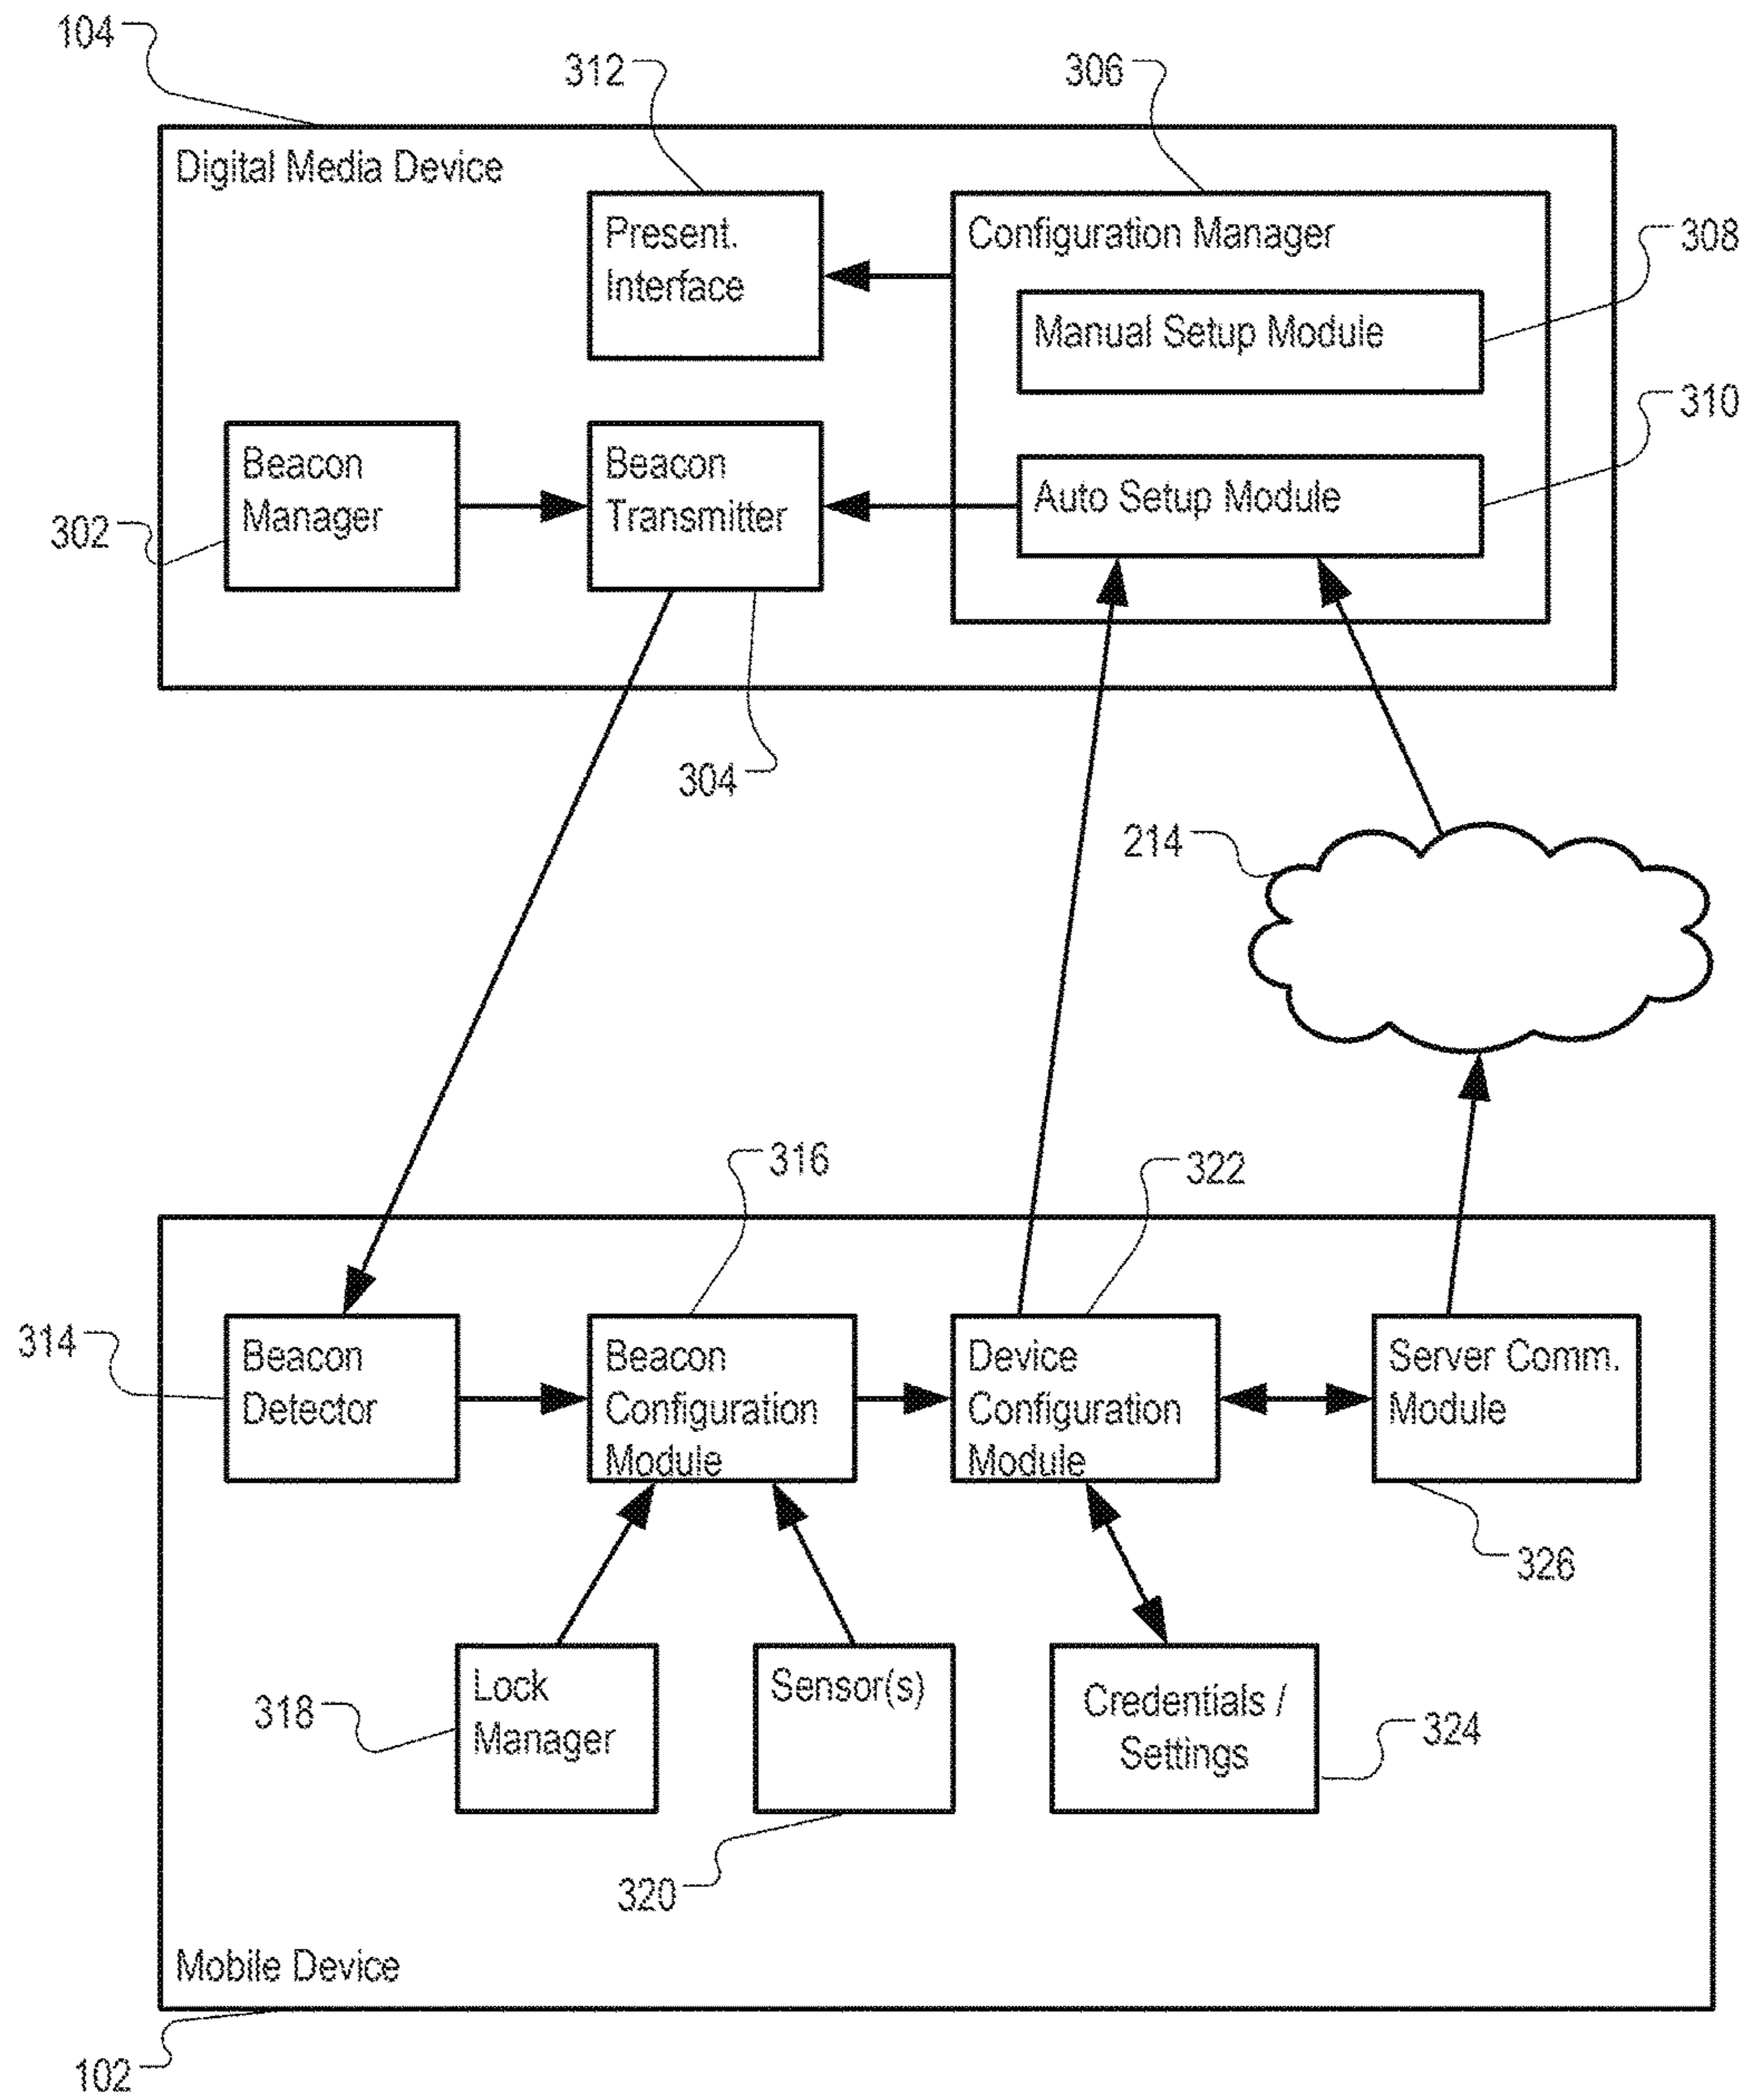 104
312
306
Digital Media Device
Present.
Interface
Configuration Manager
308
Manual Setup Module
310
Beacon
Manager
Beacon
Transmitter
Auto Setup Module
302
304
214
316
322
314
Beacon
Detector
Beacon
Configuration
Module
Device
Configuration
Module
Server Comm.
Module
326
318
Lock
Manager
Sensor(s)
Credentials /
Settings
324
320
Mobile Device
102